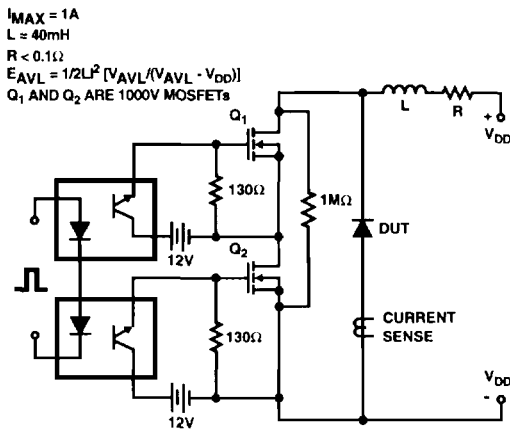 IMAX = 1A
L = 40mH
R < 0.1Ω
EAVL = 1/2LI² [VAVL/(VAVL - VDD)]
Q1 AND Q2 ARE 1000V MOSFETs
Q1
L
R
+
VDD
130Ω
1MΩ
12V
DUT
Q2
130Ω
CURRENT
SENSE
12V
VDD
-